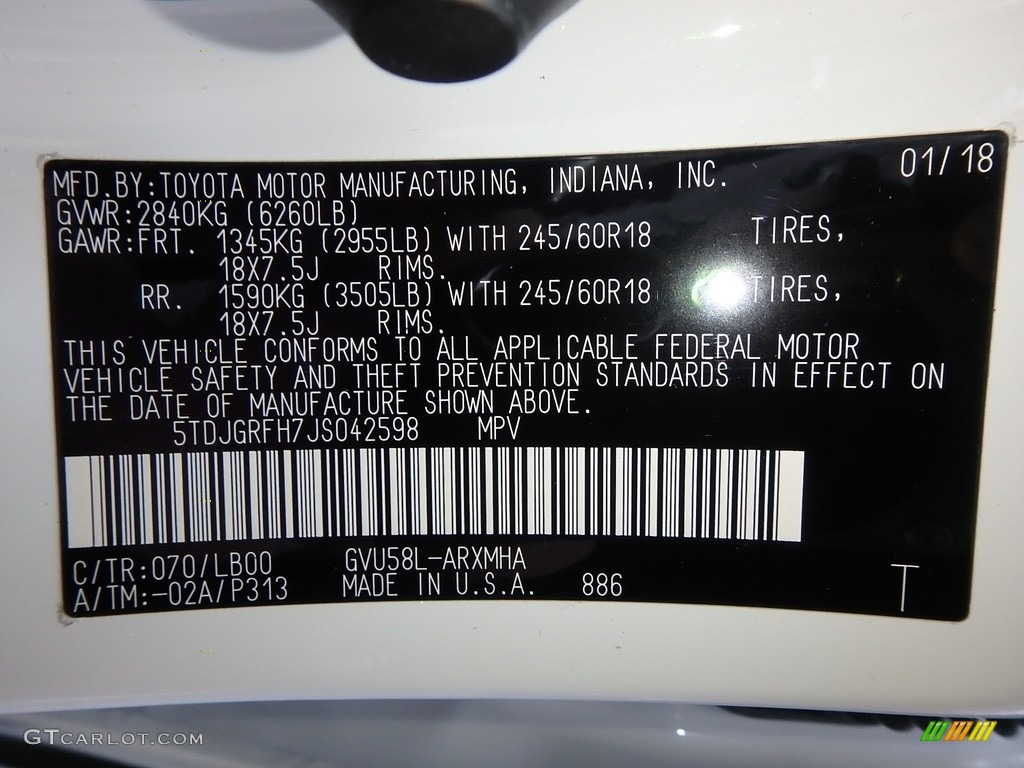 01/18
MFD.BY:TOYOTA MOTOR MANUFACTURING, INDIANA, INC.
GVWR:2840KG (6260LB)
GAWR:FRT. 1345KG (2955LB) WITH 245/60R18 TIRES,
18X7.5J RIMS.
RR. 1590KG (3505LB) WITH 245/60R18 TIRES,
18X7.5J RIMS.
THIS VEHICLE CONFORMS TO ALL APPLICABLE FEDERAL MOTOR
VEHICLE SAFETY AND THEFT PREVENTION STANDARDS IN EFFECT ON
THE DATE OF MANUFACTURE SHOWN ABOVE.
5TDJGRFH7JS042598 MPV
C/TR:070/LB00 GVU58L-ARXMHA
A/TM:-02A/P313 MADE IN U.S.A. 886 T
GTCARLOT.COM